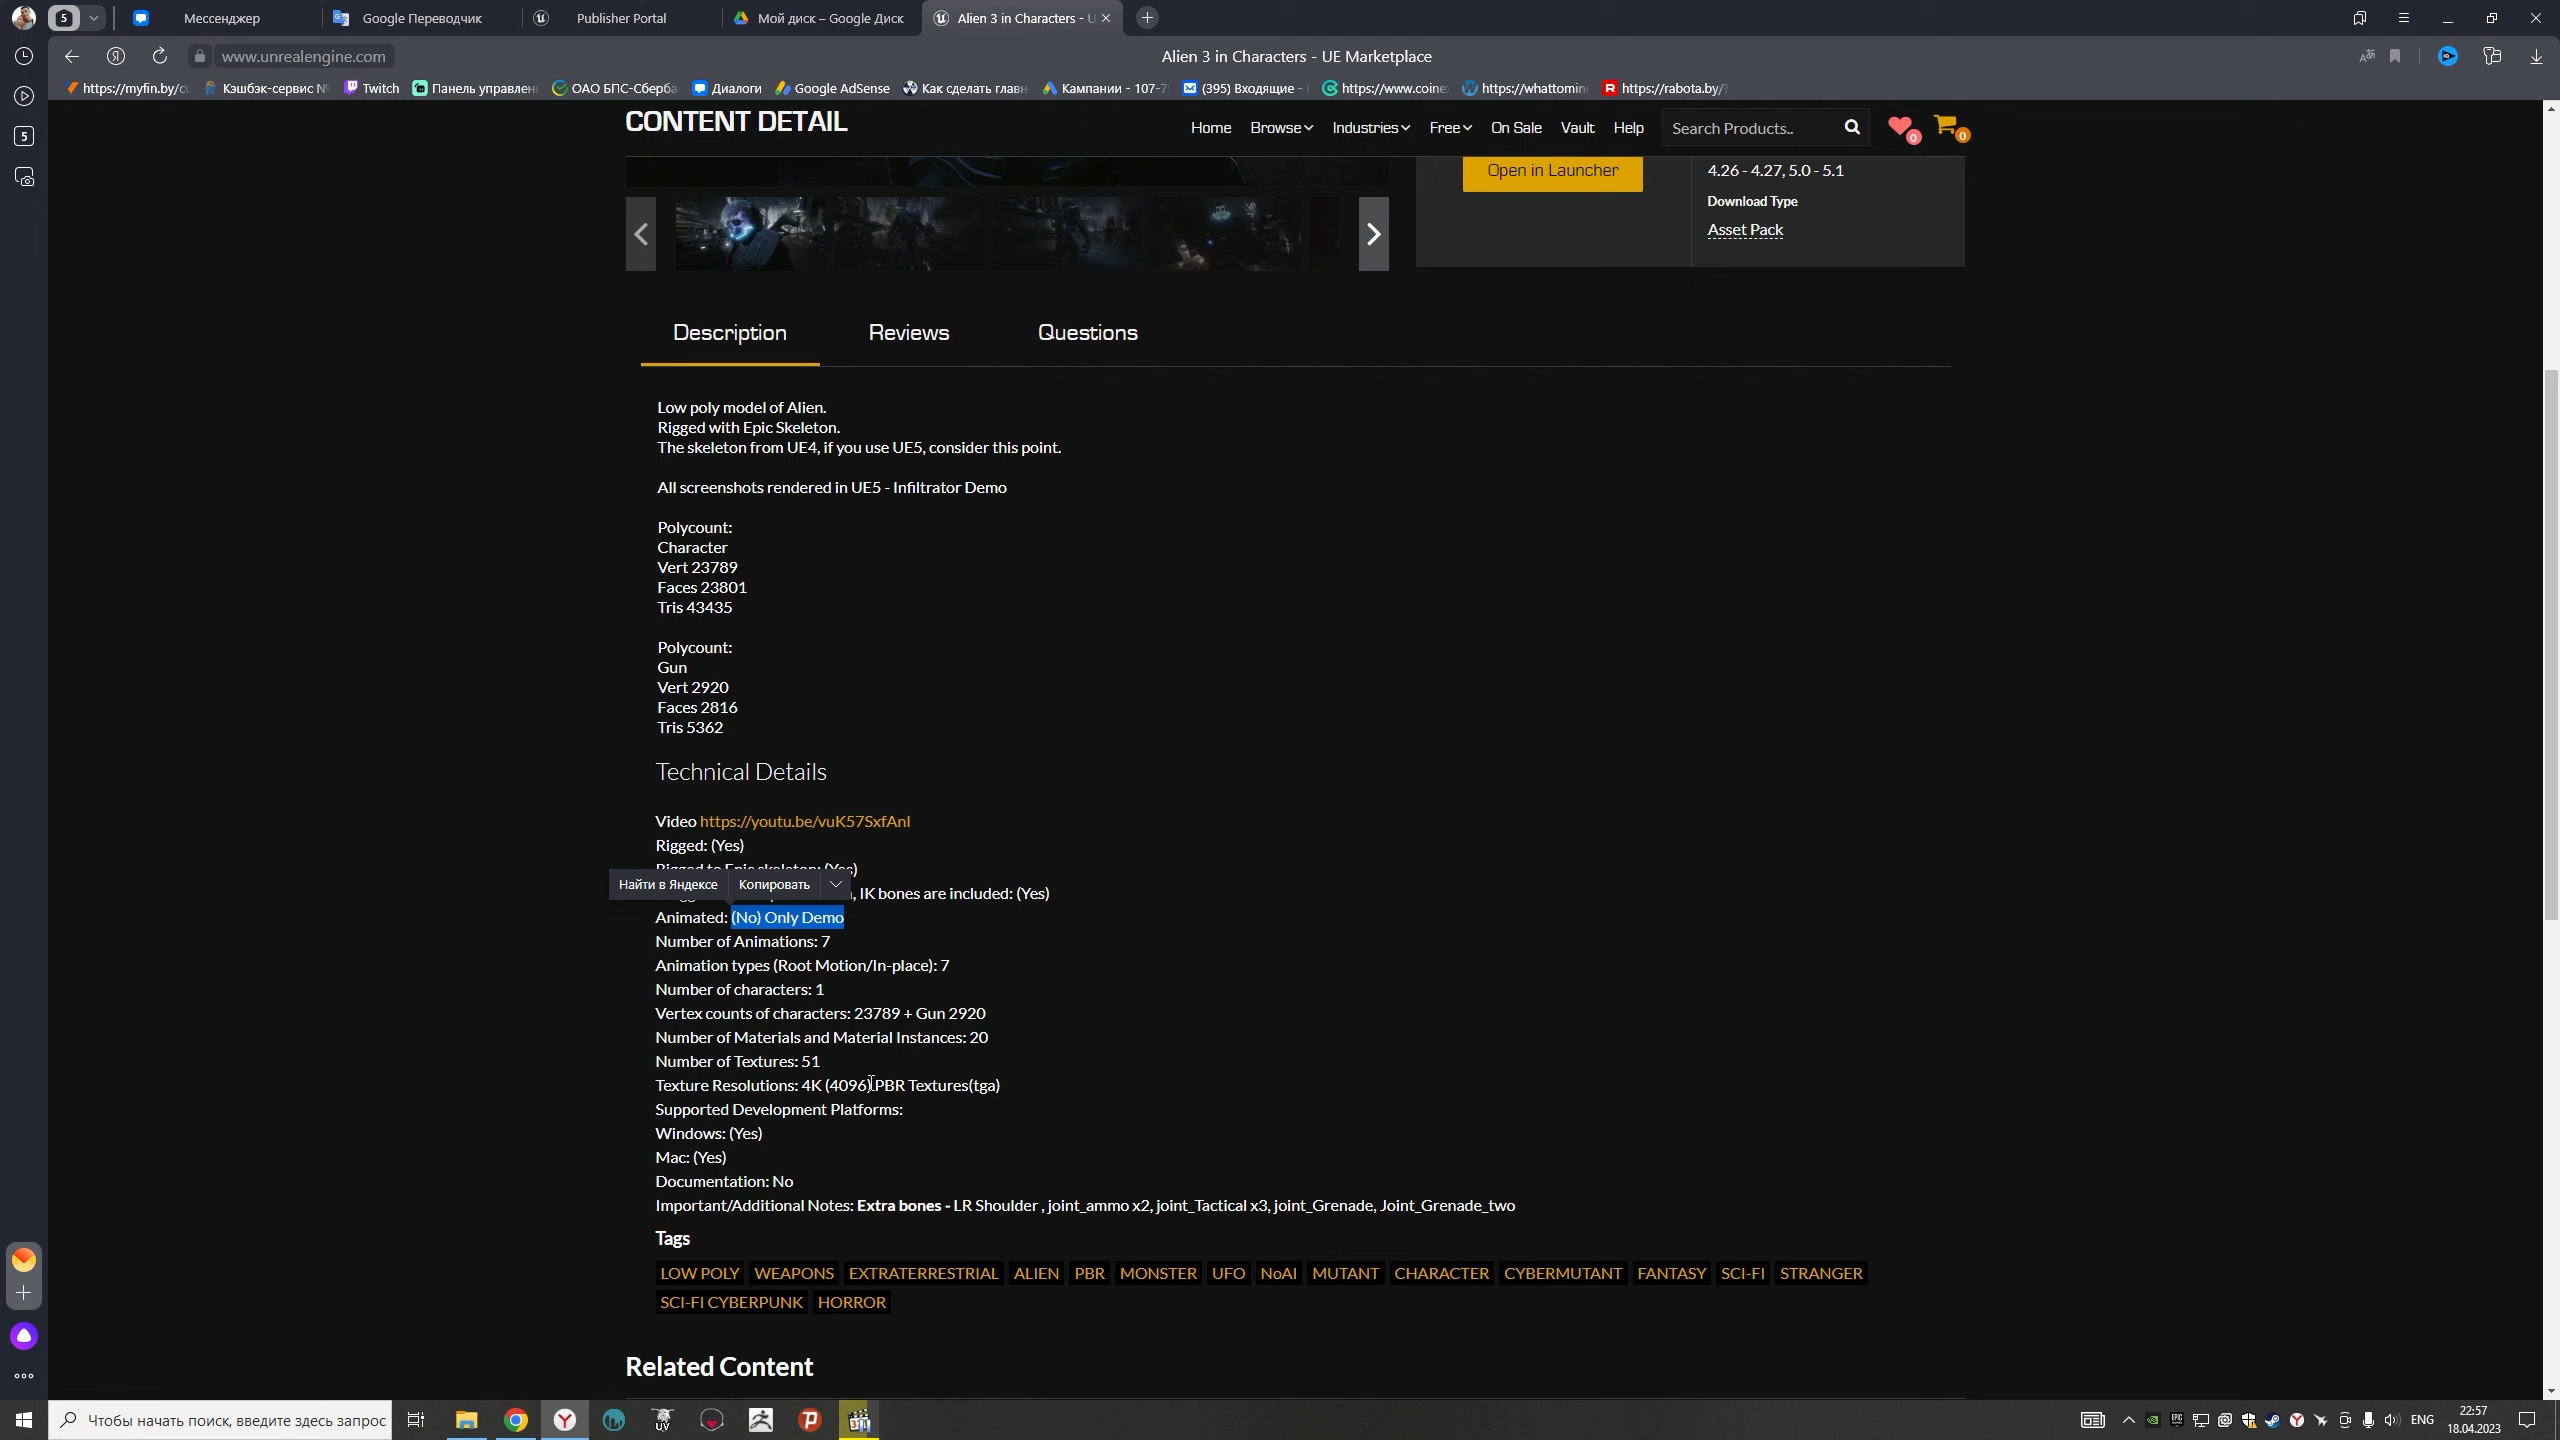 5
Мессенджер
Google Переводчик
Publisher Portal
Мой диск – Google Диск
Alien 3 in Characters - U
www.unrealengine.com
Alien 3 in Characters - UE Marketplace
https://myfin.by/cu
Кэшбэк-сервис №
Twitch
Панель управлен
ОАО БПС-Сберба
Диалоги
Google AdSense
Как сделать главн
Кампании - 107-7
(395) Входящие -
https://www.coine
https://whattomin
https://rabota.by/
5
CONTENT DETAIL
Home
Browse
Industries
Free
On Sale
Vault
Help
Search Products..
0
0
Open in Launcher
4.26 - 4.27, 5.0 - 5.1
Download Type
Asset Pack
Description
Reviews
Questions
Low poly model of Alien.
Rigged with Epic Skeleton.
The skeleton from UE4, if you use UE5, consider this point.
All screenshots rendered in UE5 - Infiltrator Demo
Polycount:
Character
Vert 23789
Faces 23801
Tris 43435
Polycount:
Gun
Vert 2920
Faces 2816
Tris 5362
Technical Details
Video https://youtu.be/vuK57SxfAnI
Rigged: (Yes)
Rigged to Epic skeleton: (Yes)
Найти в Яндексе
Копировать
, IK bones are included: (Yes)
Animated: (No) Only Demo
Number of Animations: 7
Animation types (Root Motion/In-place): 7
Number of characters: 1
Vertex counts of characters: 23789 + Gun 2920
Number of Materials and Material Instances: 20
Number of Textures: 51
Texture Resolutions: 4K (4096) PBR Textures(tga)
Supported Development Platforms:
Windows: (Yes)
Mac: (Yes)
Documentation: No
Important/Additional Notes: Extra bones - LR Shoulder , joint_ammo x2, joint_Tactical x3, joint_Grenade, Joint_Grenade_two
Tags
LOW POLY WEAPONS EXTRATERRESTRIAL ALIEN PBR MONSTER UFO NoAI MUTANT CHARACTER CYBERMUTANT FANTASY SCI-FI STRANGER
SCI-FI CYBERPUNK HORROR
Related Content
Чтобы начать поиск, введите здесь запрос
UV
ENG
22:57
18.04.2023